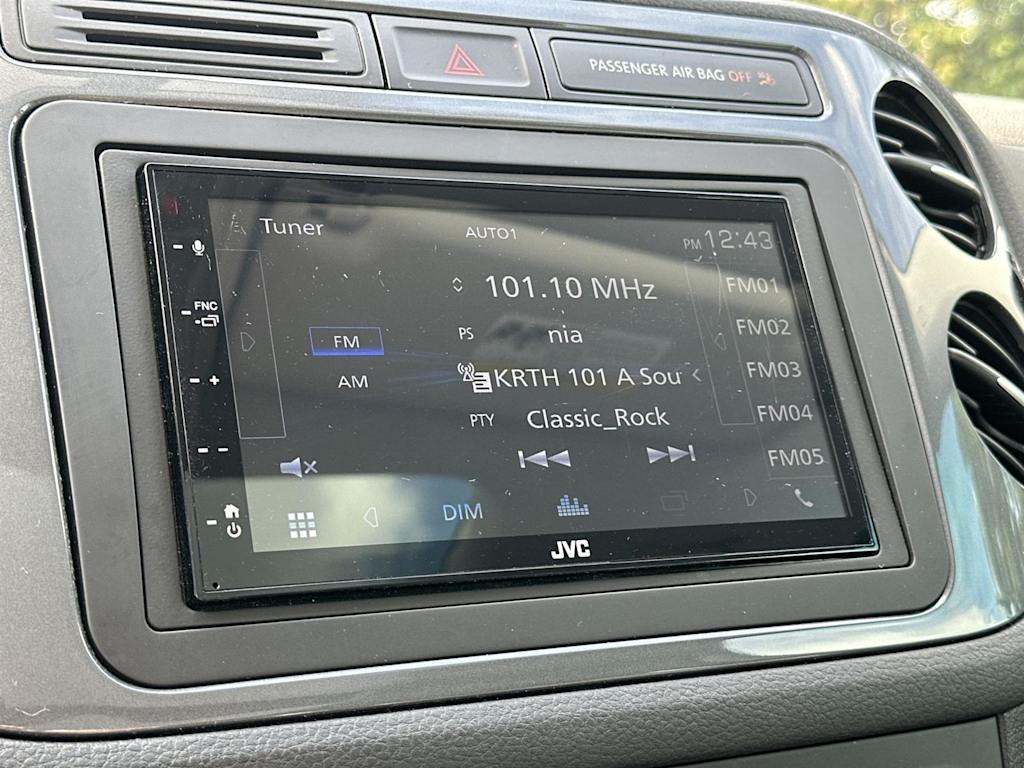 PASSENGER AIR BAG OFF
Tuner
AUTO1
PM 12:43
101.10 MHz
FM01
FNC
FM
PS nia
FM02
AM
KRTH 101 A Sou
FM03
PTY Classic_Rock
FM04
FM05
DIM
JVC